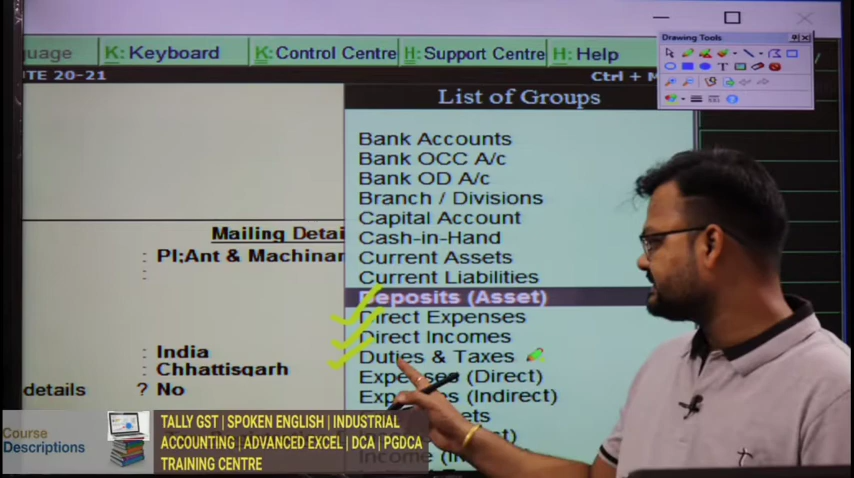 guage
K: Keyboard
K: Control Centre
H: Support Centre
H: Help
UTE 20-21
Ctrl + M
Drawing Tools
List of Groups
Bank Accounts
Bank OCC A/c
Bank OD A/c
Branch / Divisions
Capital Account
Cash-in-Hand
Current Assets
Current Liabilities
Deposits (Asset)
Direct Expenses
Direct Incomes
Duties & Taxes
Expenses (Direct)
(Indirect)
Mailing Detai
: Pl;Ant & Machinar
:
: India
: Chhattisgarh
details ? No
Course
Descriptions
TALLY GST | SPOKEN ENGLISH | INDUSTRIAL
ACCOUNTING | ADVANCED EXCEL | DCA | PGDCA
TRAINING CENTRE